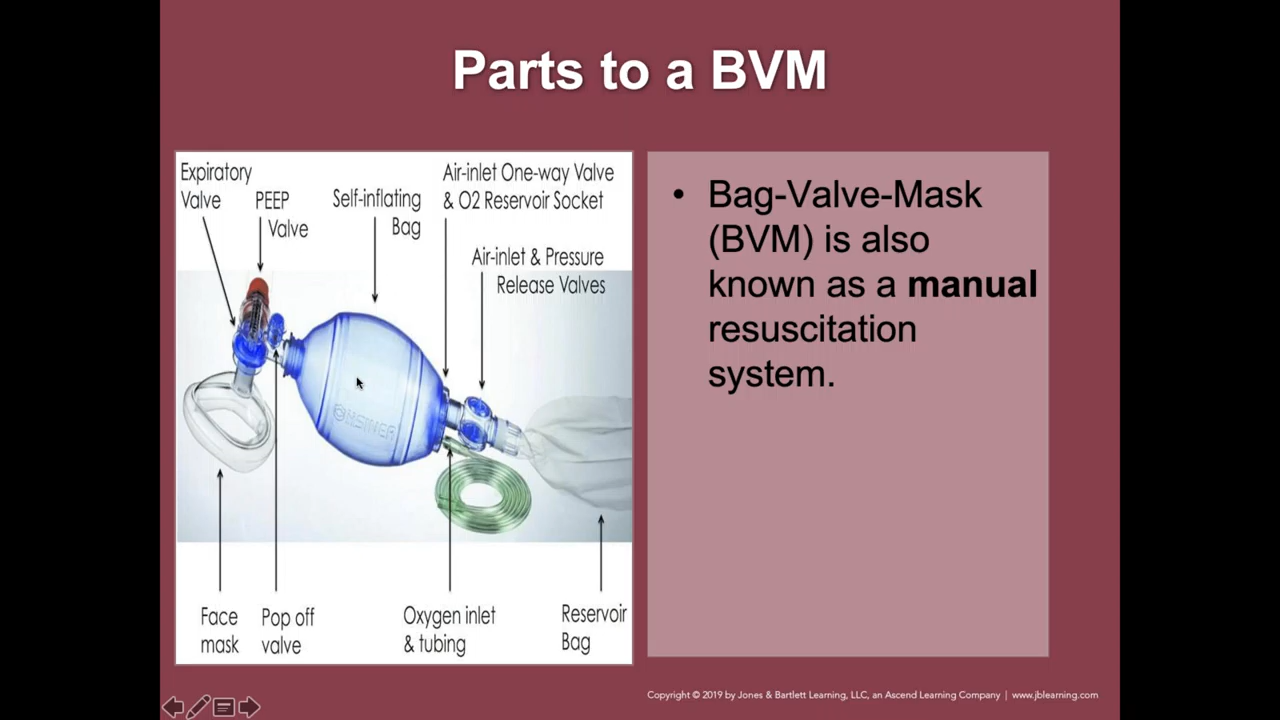 Parts to a BVM
Expiratory
Valve
PEEP
Valve
Self-inflating
Bag
Air-inlet One-way Valve
& O2 Reservoir Socket
Air-inlet & Pressure
Release Valves
Face
mask
Pop off
valve
Oxygen inlet
& tubing
Reservoir
Bag
• Bag-Valve-Mask
(BVM) is also
known as a manual
resuscitation
system.
Copyright © 2019 by Jones & Bartlett Learning, LLC, an Ascend Learning Company | www.jblearning.com